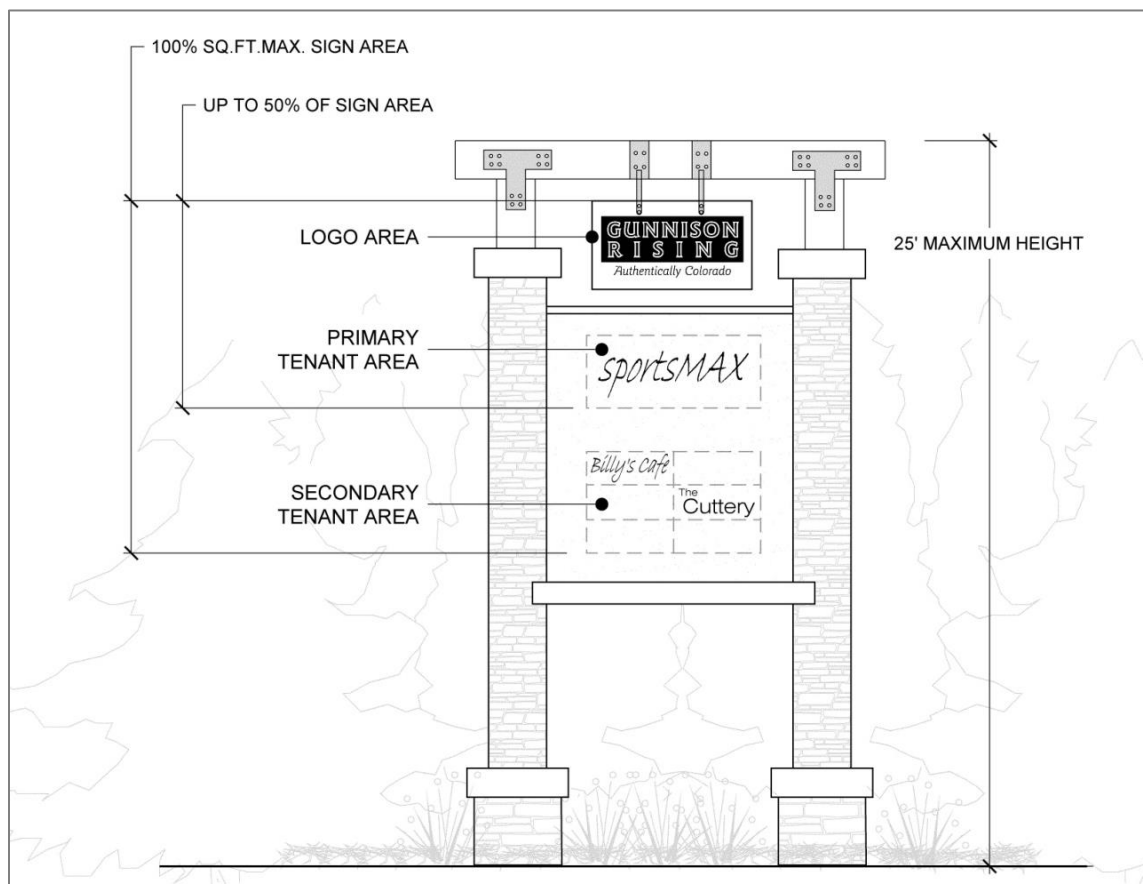 100% SQ.FT.MAX. SIGN AREA
UP TO 50% OF SIGN AREA
LOGO AREA
GUNNISON
RISING
Authentically Colorado
25' MAXIMUM HEIGHT
PRIMARY
TENANT AREA
sportsMAX
Billy's Cafe
SECONDARY
TENANT AREA
The
Cuttery